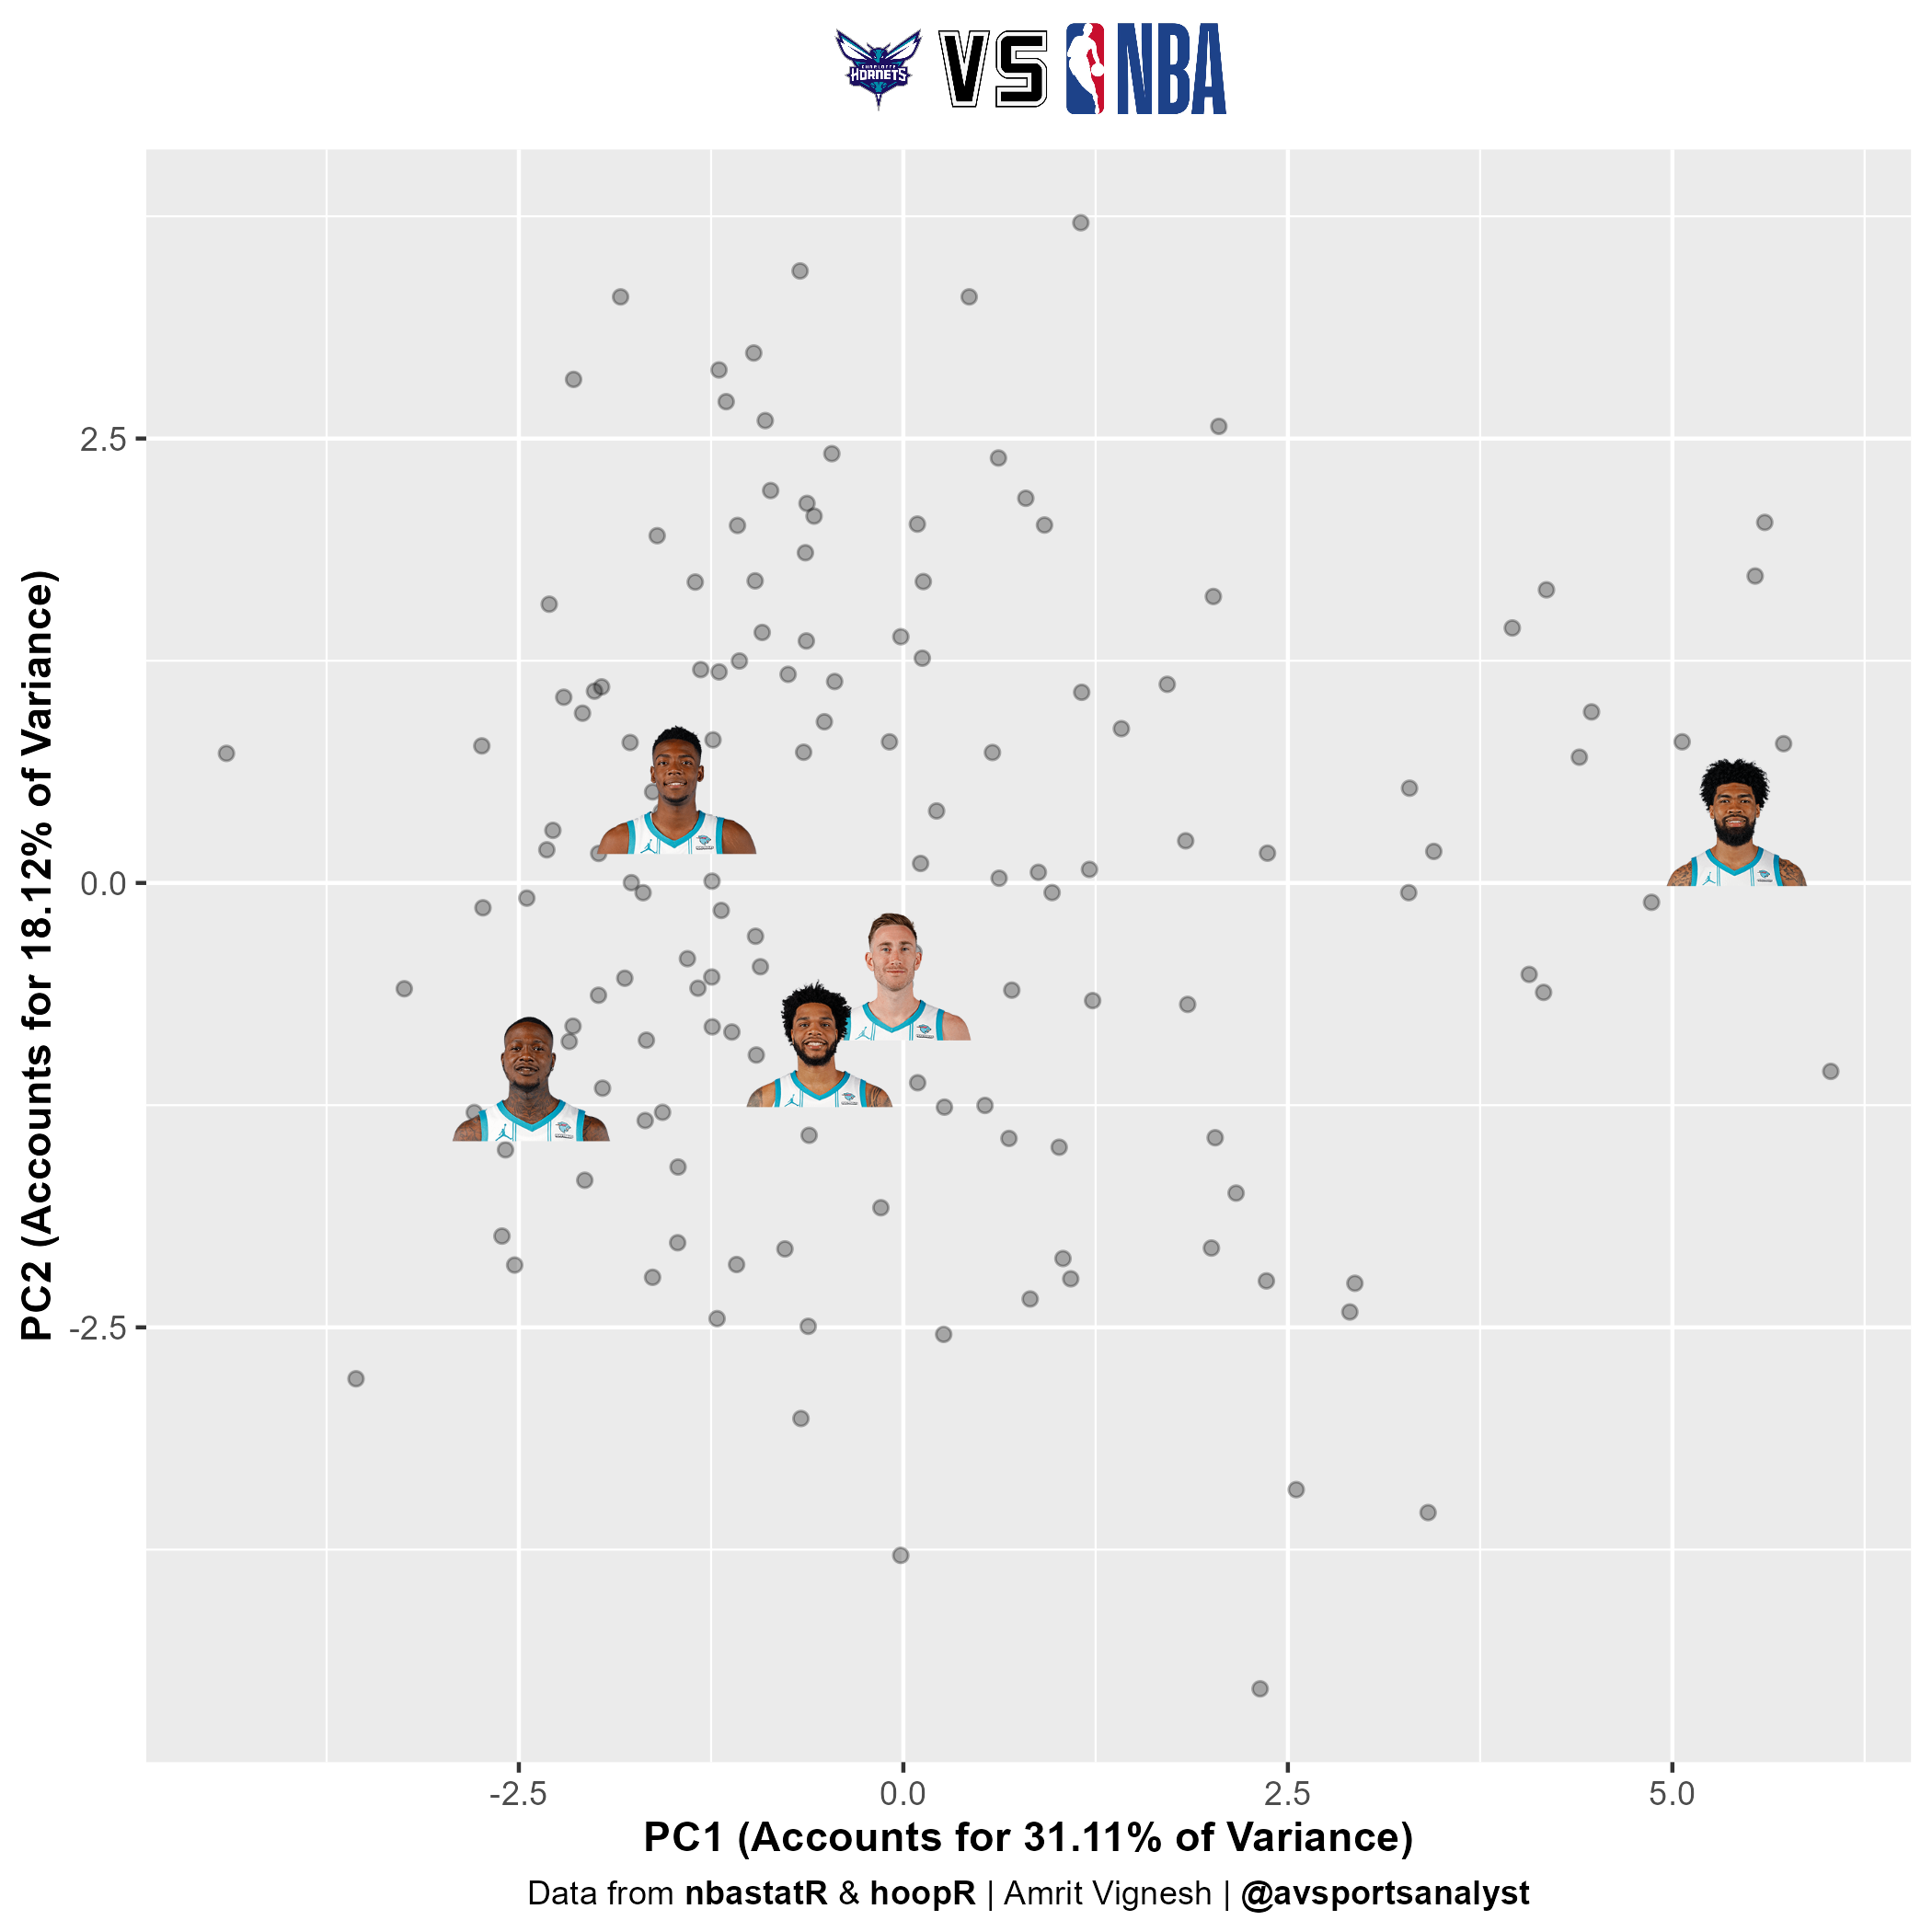 CHARLOTTE
HORNETS
VS
NBA
PC2 (Accounts for 18.12% of Variance)
2.5
0.0
-2.5
-2.5
0.0
2.5
5.0
PC1 (Accounts for 31.11% of Variance)
Data from nbastatR & hoopR | Amrit Vignesh | @avsportsanalyst